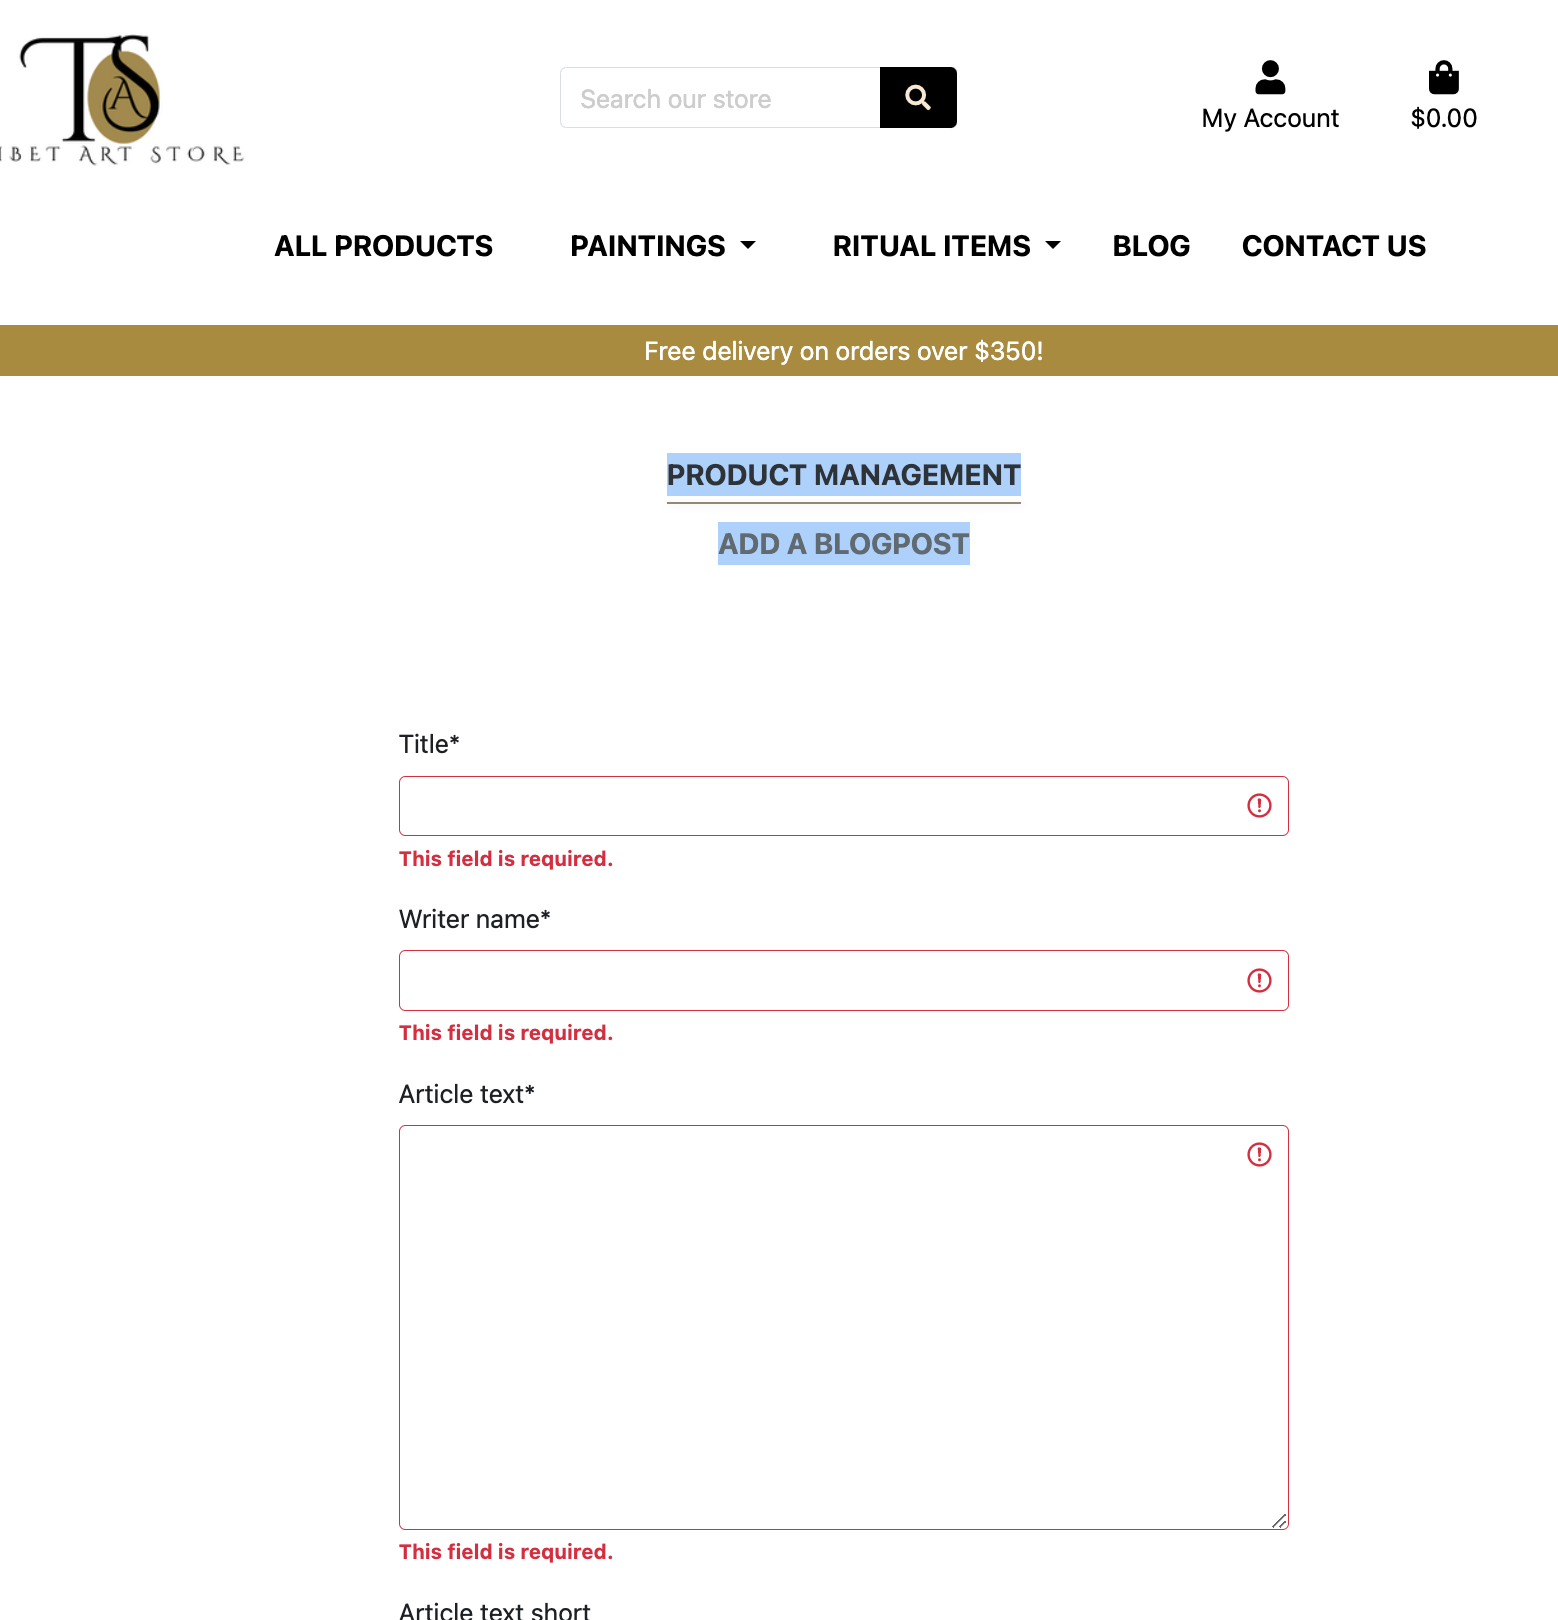 TSA
IBET ART STORE
Search our store
My Account
$0.00
ALL PRODUCTS
PAINTINGS
RITUAL ITEMS
BLOG
CONTACT US
Free delivery on orders over $350!
PRODUCT MANAGEMENT
ADD A BLOGPOST
Title*
This field is required.
Writer name*
This field is required.
Article text*
This field is required.
Article text short